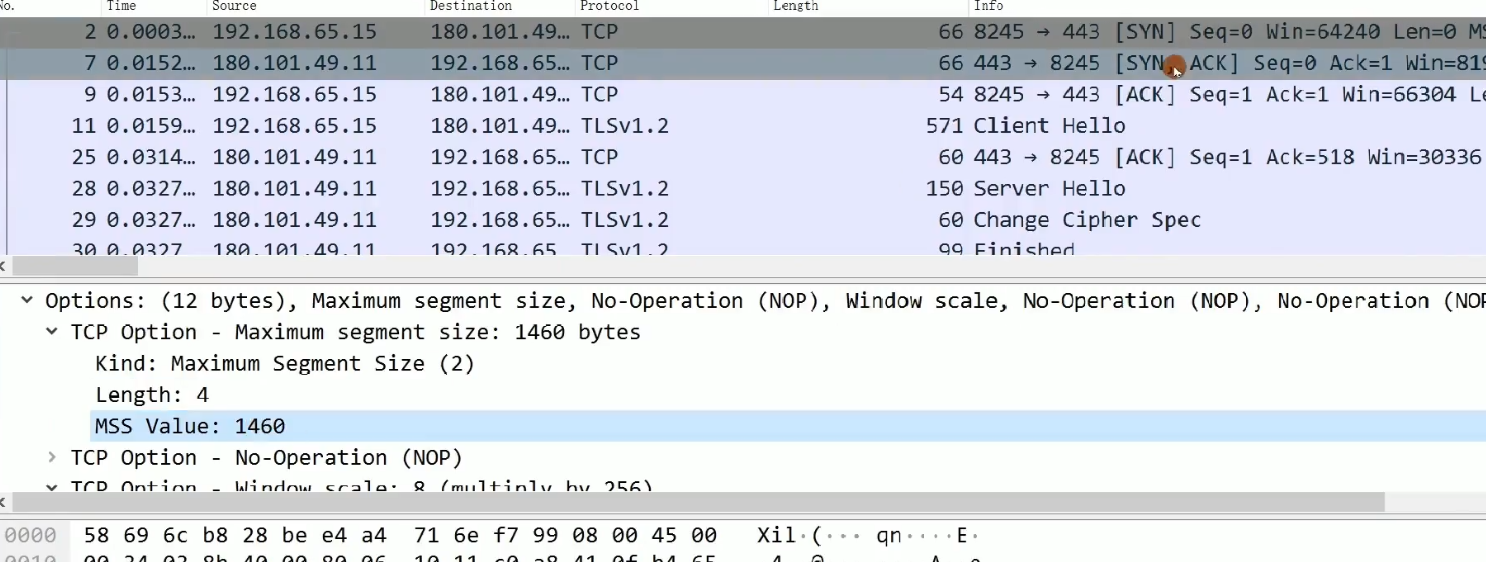 No. Time Source Destination Protocol Length Info
2 0.0003… 192.168.65.15 180.101.49… TCP 66 8245 → 443 [SYN] Seq=0 Win=64240 Len=0
7 0.0152… 180.101.49.11 192.168.65… TCP 66 443 → 8245 [SYN, ACK] Seq=0 Ack=1 Win=819
9 0.0153… 192.168.65.15 180.101.49… TCP 54 8245 → 443 [ACK] Seq=1 Ack=1 Win=66304
11 0.0159… 192.168.65.15 180.101.49… TLSv1.2 571 Client Hello
25 0.0314… 180.101.49.11 192.168.65… TCP 60 443 → 8245 [ACK] Seq=1 Ack=518 Win=30336
28 0.0327… 180.101.49.11 192.168.65… TLSv1.2 150 Server Hello
29 0.0327… 180.101.49.11 192.168.65… TLSv1.2 60 Change Cipher Spec
30 0.0327 180.101.49.11 192.168.65 TLSv1.2 99 Finished
Options: (12 bytes), Maximum segment size, No-Operation (NOP), Window scale, No-Operation (NOP), No-Operation (NOP
TCP Option - Maximum segment size: 1460 bytes
Kind: Maximum Segment Size (2)
Length: 4
MSS Value: 1460
TCP Option - No-Operation (NOP)
TCP Option - Window scale: 8 (multiply by 256)
0000 58 69 6c b8 28 be e4 a4 71 6e f7 99 08 00 45 00 Xil·(··· qn····E·